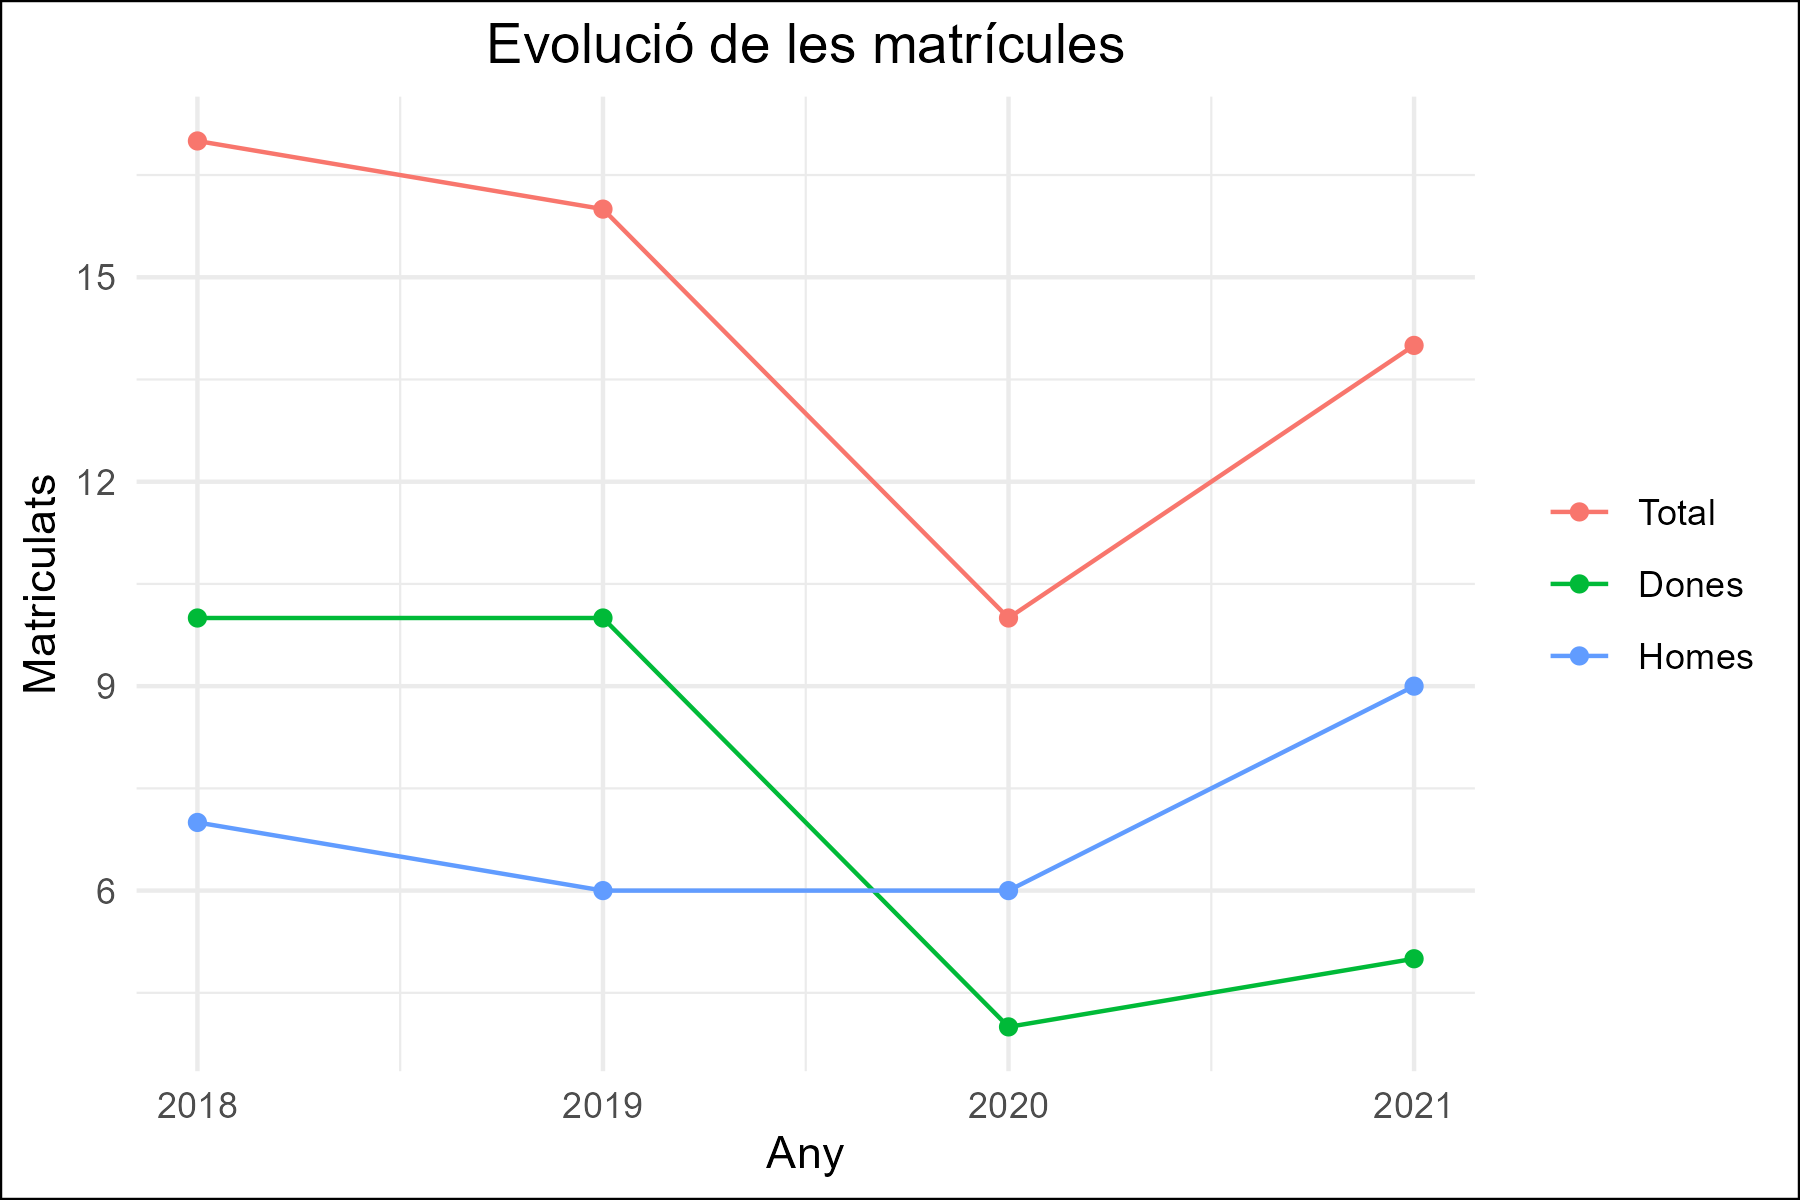 Evolució de les matrícules
Matriculats
15
12
9
6
2018
2019
2020
2021
Any
Total
Dones
Homes